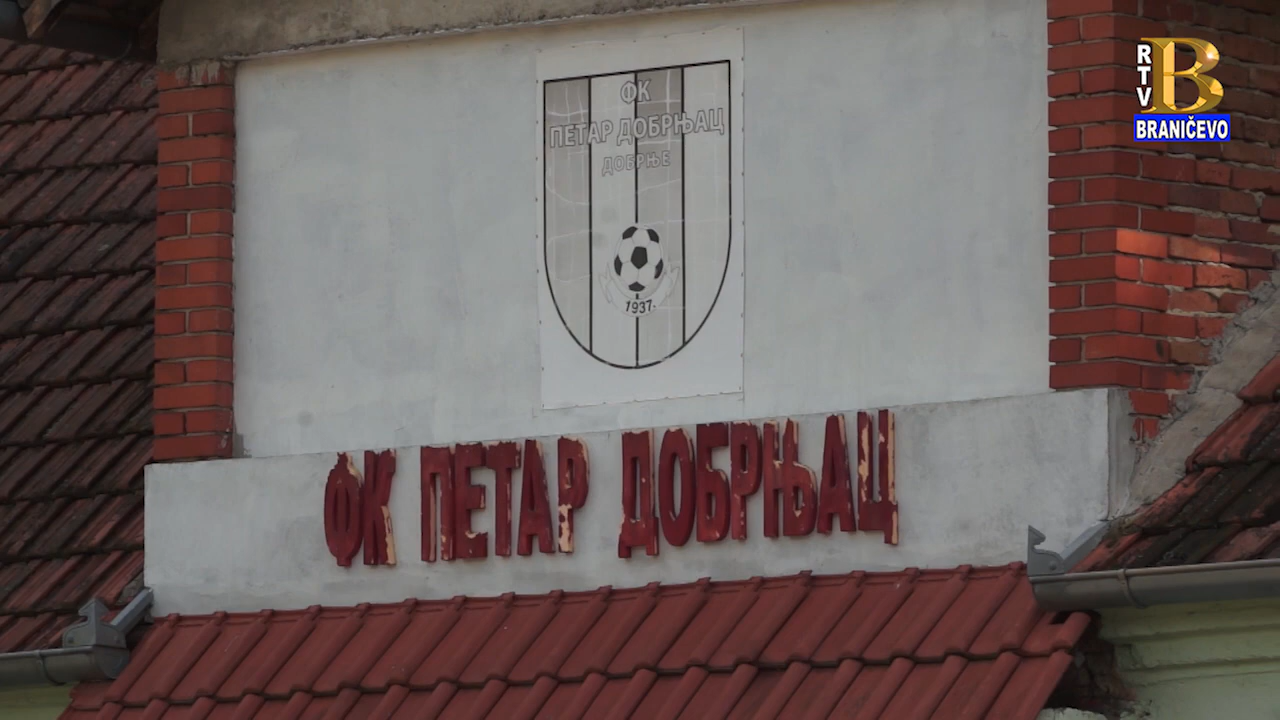 ФК
ПЕТАР ДОБРЊАЦ
ДОБРЊЕ
1937.
ФК ПЕТАР ДОБРЊАЦ
RTV
B
BRANIČEVO